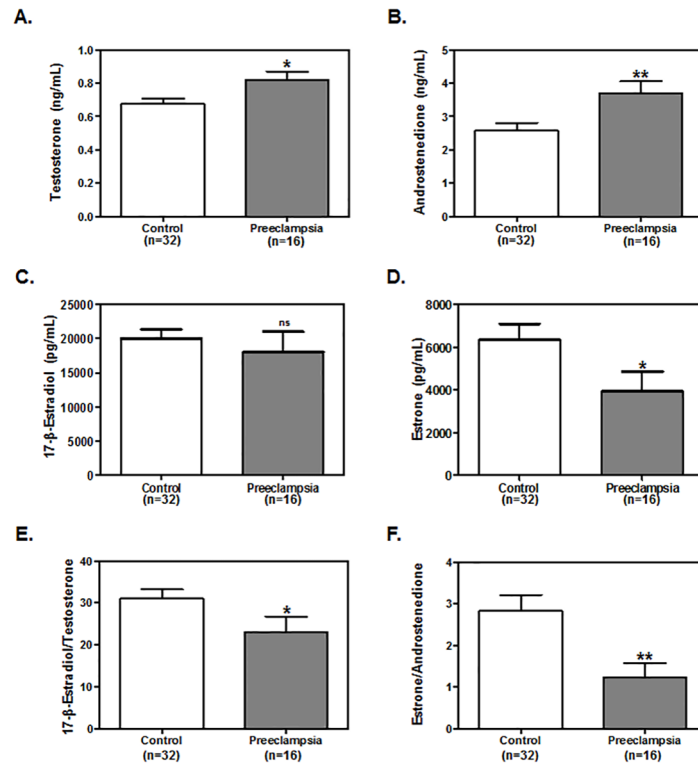 A.
Testosterone (ng/mL)
1.0
0.8
0.6
0.4
0.2
0.0
*
Control
(n=32)
Preeclampsia
(n=16)
B.
Androstenedione (ng/mL)
5
4
3
2
1
0
**
Control
(n=32)
Preeclampsia
(n=16)
C.
17-β-Estradiol (pg/mL)
25000
20000
15000
10000
5000
0
ns
Control
(n=32)
Preeclampsia
(n=16)
D.
Estrone (pg/mL)
8000
6000
4000
2000
0
*
Control
(n=32)
Preeclampsia
(n=16)
E.
17-β-Estradiol/Testosterone
40
30
20
10
0
*
Control
(n=32)
Preeclampsia
(n=16)
F.
Estrone/Androstenedione
4
3
2
1
0
**
Control
(n=32)
Preeclampsia
(n=16)